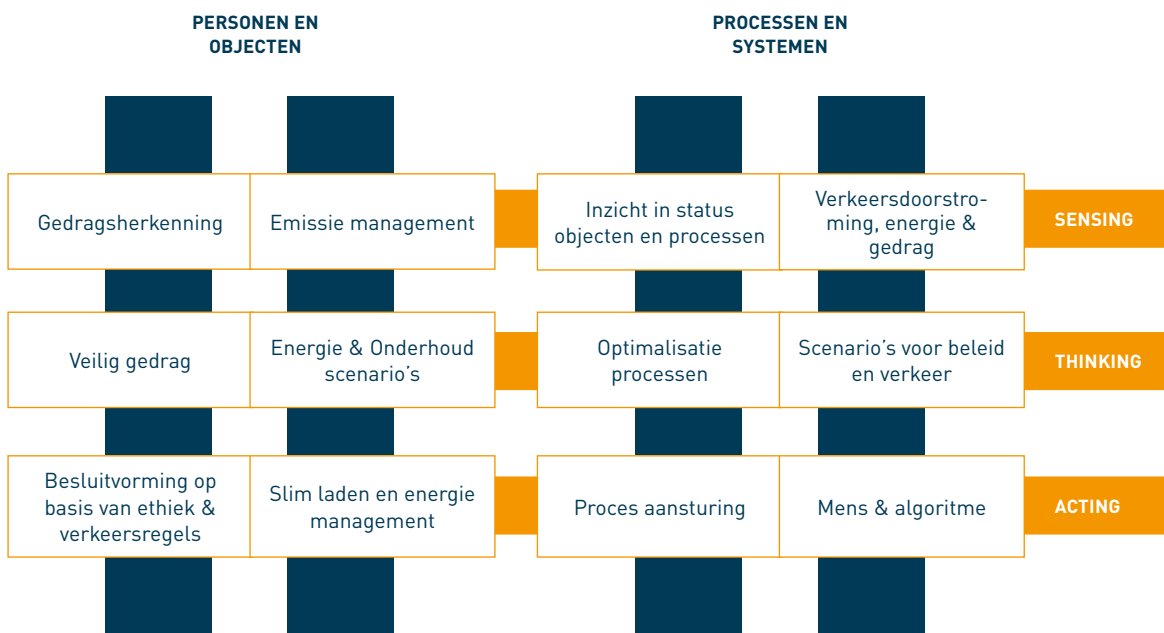 PERSONEN EN
OBJECTEN
PROCESSEN EN
SYSTEMEN
Gedragsherkenning
Emissie management
Inzicht in status
objecten en processen
Verkeersdoorstro-
ming, energie &
gedrag
SENSING
Veilig gedrag
Energie & Onderhoud
scenario's
Optimalisatie
processen
Scenario's voor beleid
en verkeer
THINKING
Besluitvorming op
basis van ethiek &
verkeersregels
Slim laden en energie
management
Proces aansturing
Mens & algoritme
ACTING